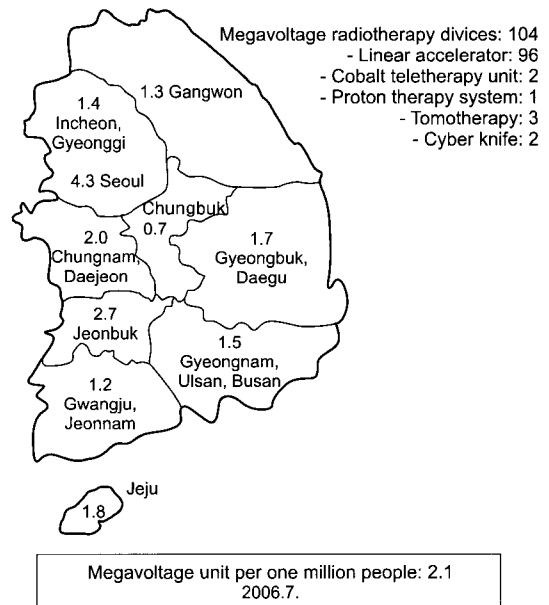 Megavoltage radiotherapy divices: 104
- Linear accelerator: 96
- Cobalt teletherapy unit: 2
- Proton therapy system: 1
- Tomotherapy: 3
- Cyber knife: 2
1.3 Gangwon
1.4
Incheon,
Gyeonggi
4.3 Seoul
Chungbuk
0.7
2.0
Chungnam,
Daejeon
1.7
Gyeongbuk,
Daegu
2.7
Jeonbuk
1.5
Gyeongnam,
Ulsan, Busan
1.2
Gwangju,
Jeonnam
Jeju
1.8
Megavoltage unit per one million people: 2.1
2006.7.